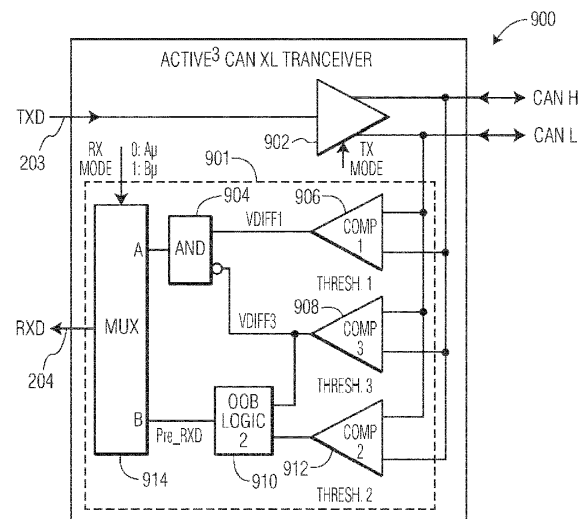 900
ACTIVE³ CAN XL TRANCEIVER
TXD
203
902
TX
MODE
CAN H
CAN L
RX
MODE
0: Aμ
1: Bμ
901
904
906
VDIFF1
COMP
1
A
AND
THRESH. 1
908
VDIFF3
COMP
3
RXD
204
MUX
THRESH. 3
OOB
LOGIC
2
B
Pre_RXD
COMP
2
914
910
912
THRESH. 2